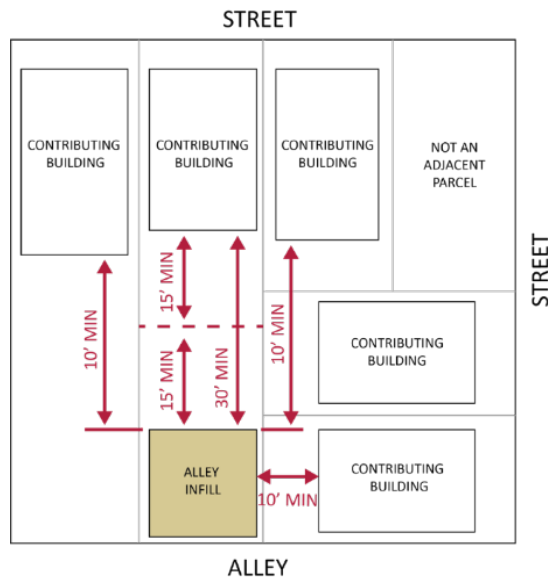 STREET
CONTRIBUTING
BUILDING
CONTRIBUTING
BUILDING
CONTRIBUTING
BUILDING
NOT AN
ADJACENT
PARCEL
STREET
10' MIN
15' MIN
15' MIN
30' MIN
10' MIN
CONTRIBUTING
BUILDING
ALLEY
INFILL
10' MIN
CONTRIBUTING
BUILDING
ALLEY